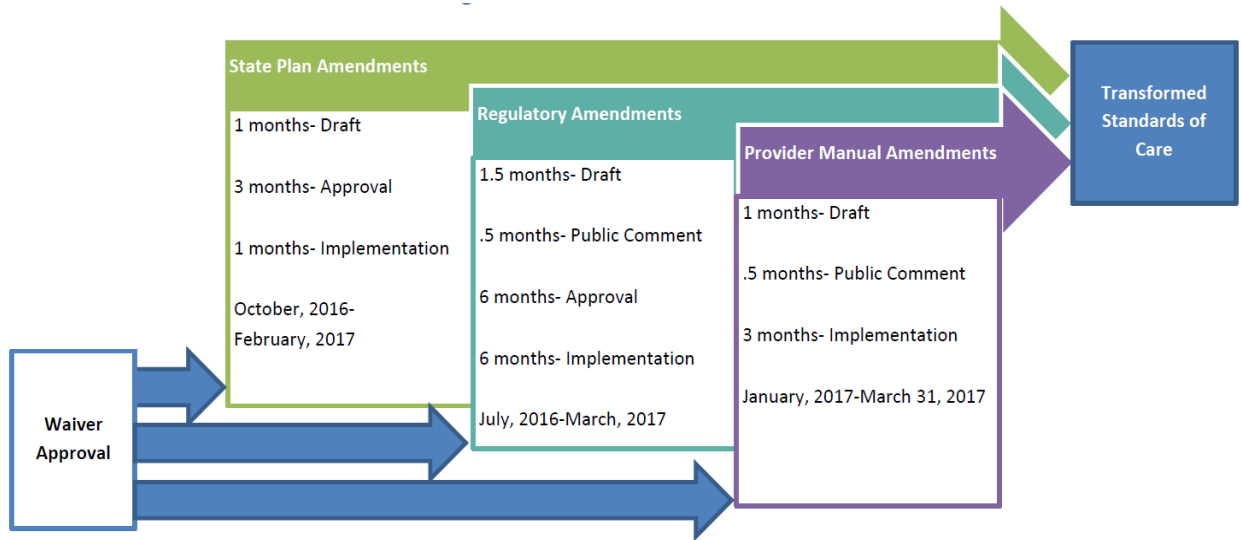 Waiver
Approval
State Plan Amendments
1 months- Draft
3 months- Approval
1 months- Implementation
October, 2016-
February, 2017
Regulatory Amendments
1.5 months- Draft
.5 months- Public Comment
6 months- Approval
6 months- Implementation
July, 2016-March, 2017
Provider Manual Amendments
1 months- Draft
.5 months- Public Comment
3 months- Implementation
January, 2017-March 31, 2017
Transformed
Standards of
Care